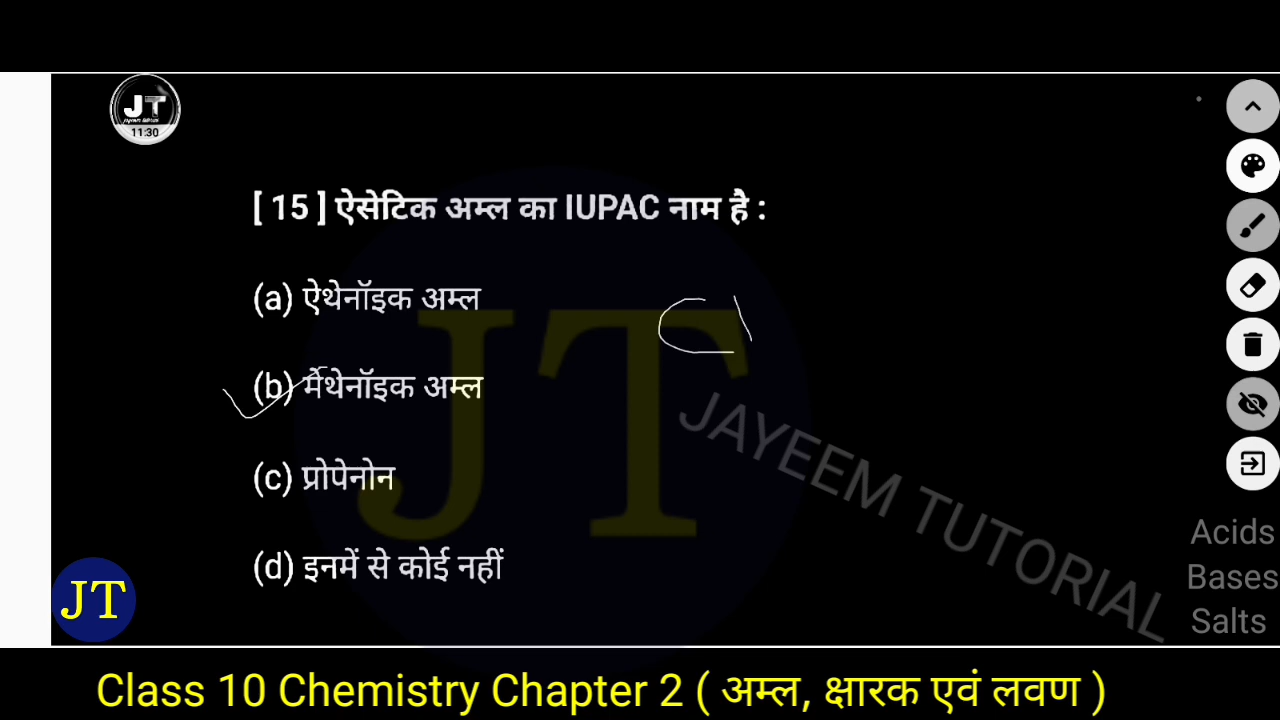 JT
11:30
[ 15 ] ऐसेटिक अम्ल का IUPAC नाम है :
(a) ऐथेनॉइक अम्ल
(b) मेंथेनॉइक अम्ल
(c) प्रोपेनोन
(d) इनमें से कोई नहीं
JT
JAYEEM TUTORIAL
Acids
Bases
Salts
JT
Class 10 Chemistry Chapter 2 ( अम्ल, क्षारक एवं लवण )